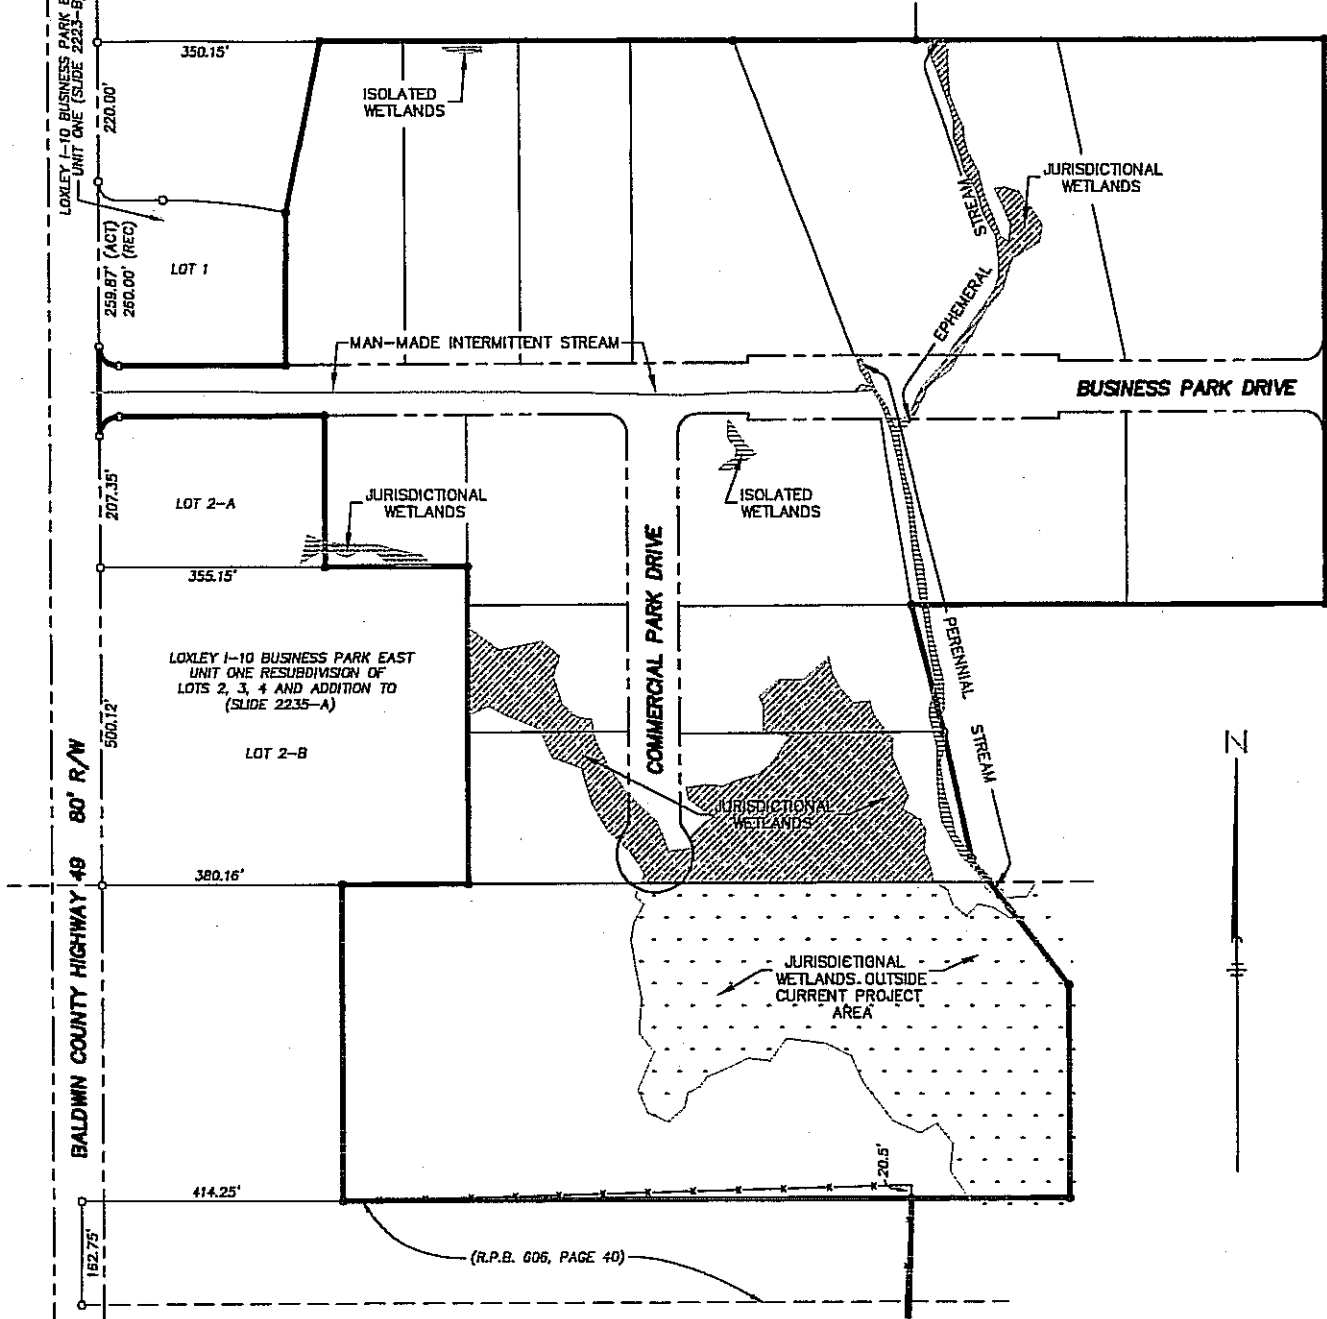 LOXLEY I-10 BUSINESS PARK E
UNIT ONE (SLIDE 2223-B
350.15'
220.00'
ISOLATED
WETLANDS
JURISDICTIONAL
WETLANDS
STREAM
EPHEMERAL
259.87' (ACT)
260.00' (REC)
LOT 1
MAN-MADE INTERMITTENT STREAM
BUSINESS PARK DRIVE
207.35'
LOT 2-A
JURISDICTIONAL
WETLANDS
ISOLATED
WETLANDS
355.15'
COMMERCIAL PARK DRIVE
PERENNIAL
STREAM
LOXLEY I-10 BUSINESS PARK EAST
UNIT ONE RESUBDIVISION OF
LOTS 2, 3, 4 AND ADDITION TO
(SLIDE 2235-A)
500.12'
LOT 2-B
JURISDICTIONAL
WETLANDS
N
BALDWIN COUNTY HIGHWAY 49 80' R/W
380.16'
JURISDICTIONAL
WETLANDS OUTSIDE
CURRENT PROJECT
AREA
414.25'
20.5'
162.75'
(R.P.B. 006, PAGE 40)